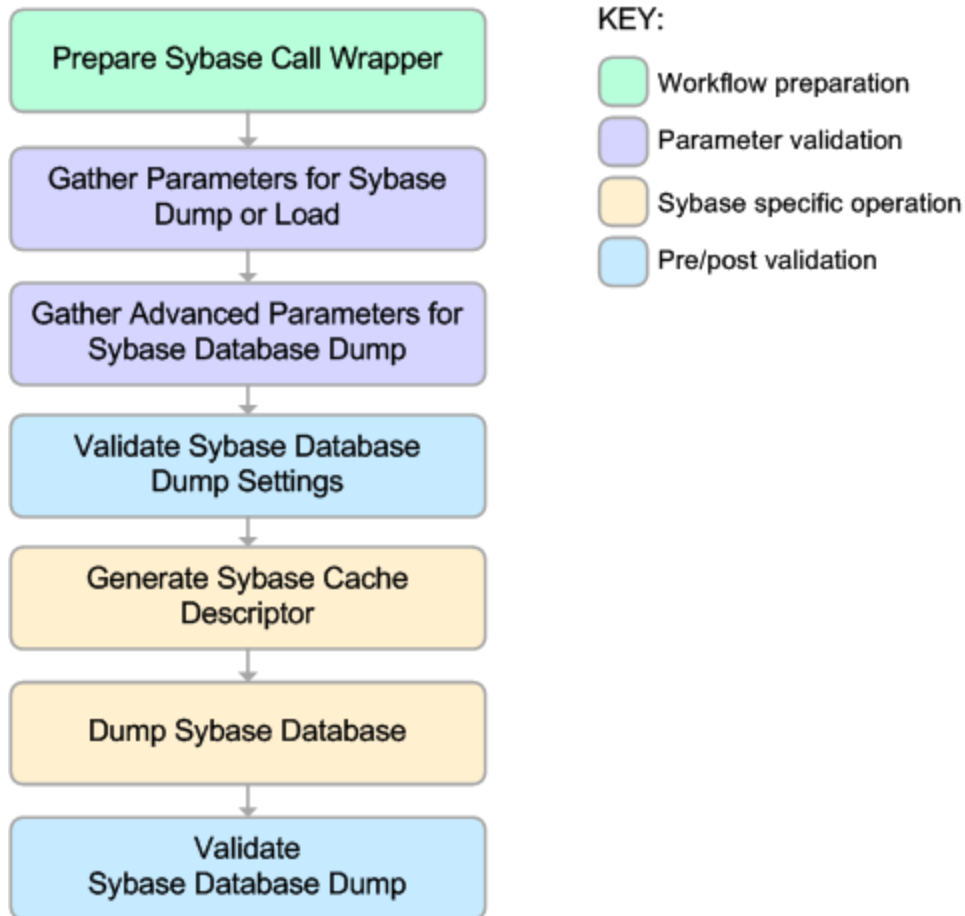 Prepare Sybase Call Wrapper
Gather Parameters for Sybase
Dump or Load
Gather Advanced Parameters for
Sybase Database Dump
Validate Sybase Database
Dump Settings
Generate Sybase Cache
Descriptor
Dump Sybase Database
Validate
Sybase Database Dump
KEY:
Workflow preparation
Parameter validation
Sybase specific operation
Pre/post validation